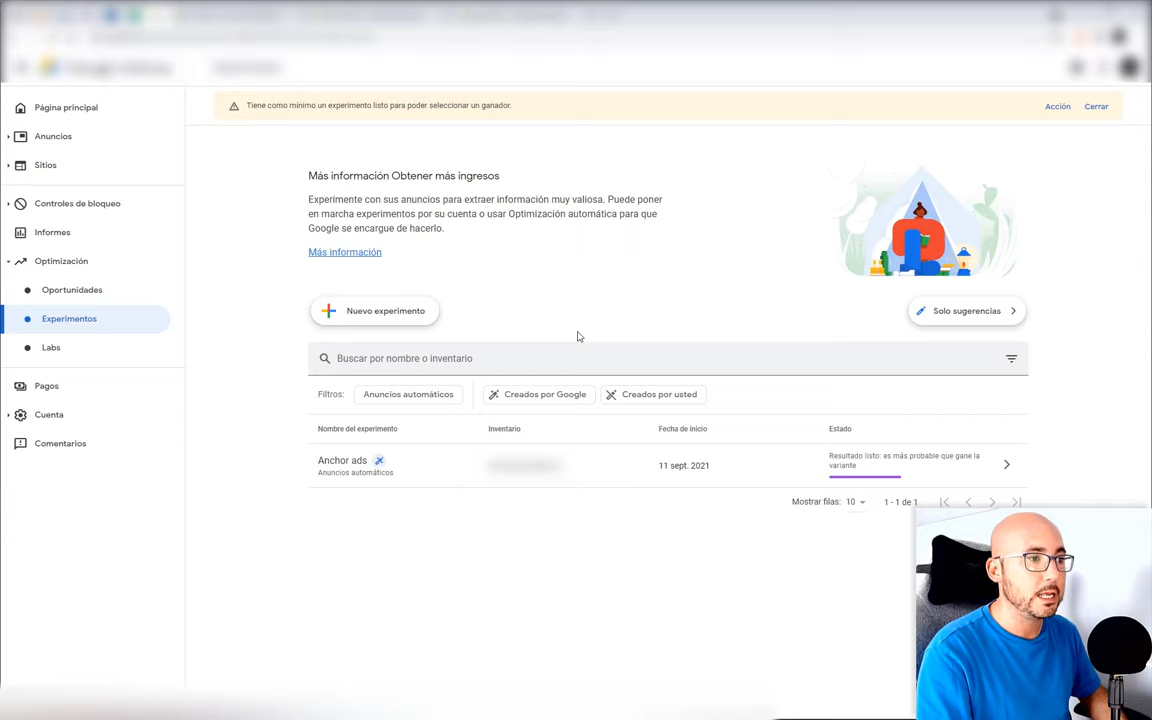 Tiene como mínimo un experimento listo para poder seleccionar un ganador.
Acción
Cerrar
Página principal
Anuncios
Sitios
Controles de bloqueo
Informes
Optimización
Oportunidades
Experimentos
Labs
Pagos
Cuenta
Comentarios
Más información Obtener más ingresos
Experimente con sus anuncios para extraer información muy valiosa. Puede poner
en marcha experimentos por su cuenta o usar Optimización automática para que
Google se encargue de hacerlo.
Más información
Nuevo experimento
Solo sugerencias
Buscar por nombre o inventario
Filtros:
Anuncios automáticos
Creados por Google
Creados por usted
Nombre del experimento
Inventario
Fecha de inicio
Estado
Anchor ads
Anuncios automáticos
11 sept. 2021
Resultado listo: es más probable que gane la
variante
Mostrar filas: 10
1 - 1 de 1